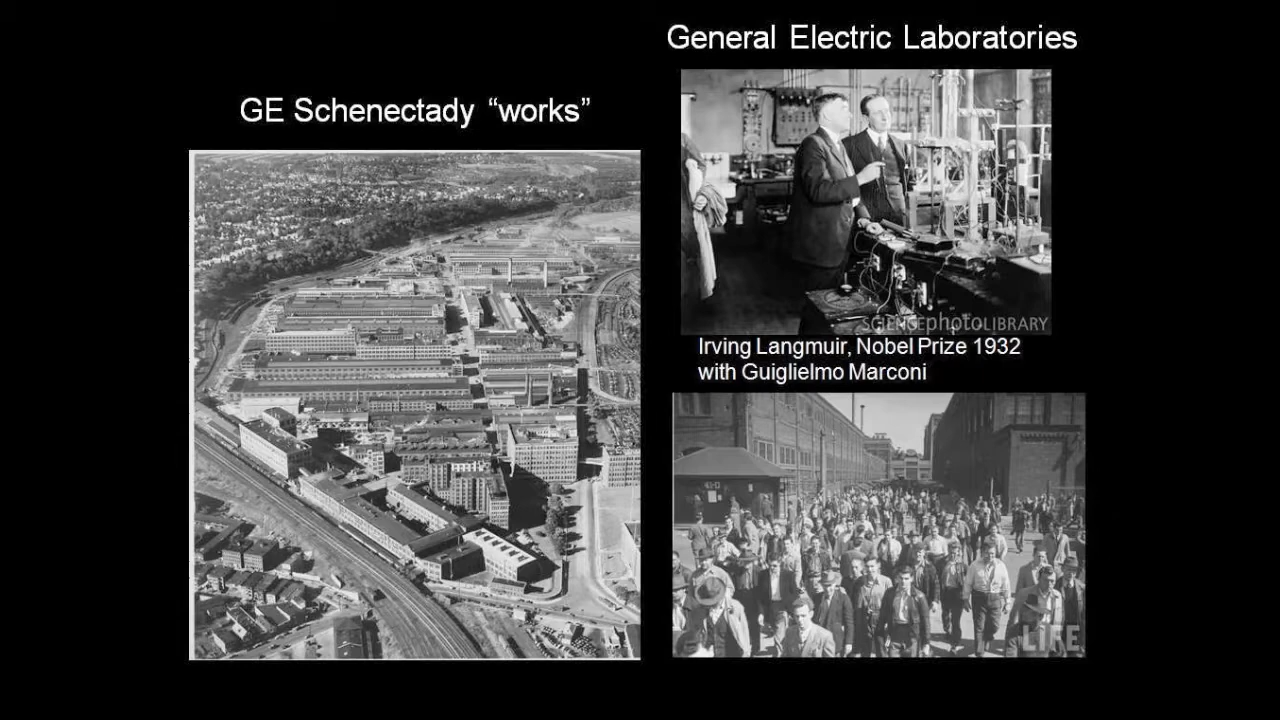 General Electric Laboratories
GE Schenectady “works”
SCIENCEphotoLIBRARY
Irving Langmuir, Nobel Prize 1932
with Guiglielmo Marconi
LIFE